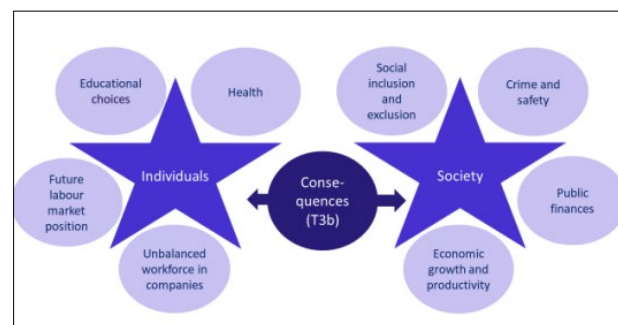 Educational
choices
Health
Individuals
Future
labour
market
position
Unbalanced
workforce in
companies
Conse-
quences
(T3b)
Social
inclusion
and
exclusion
Crime and
safety
Society
Public
finances
Economic
growth and
productivity